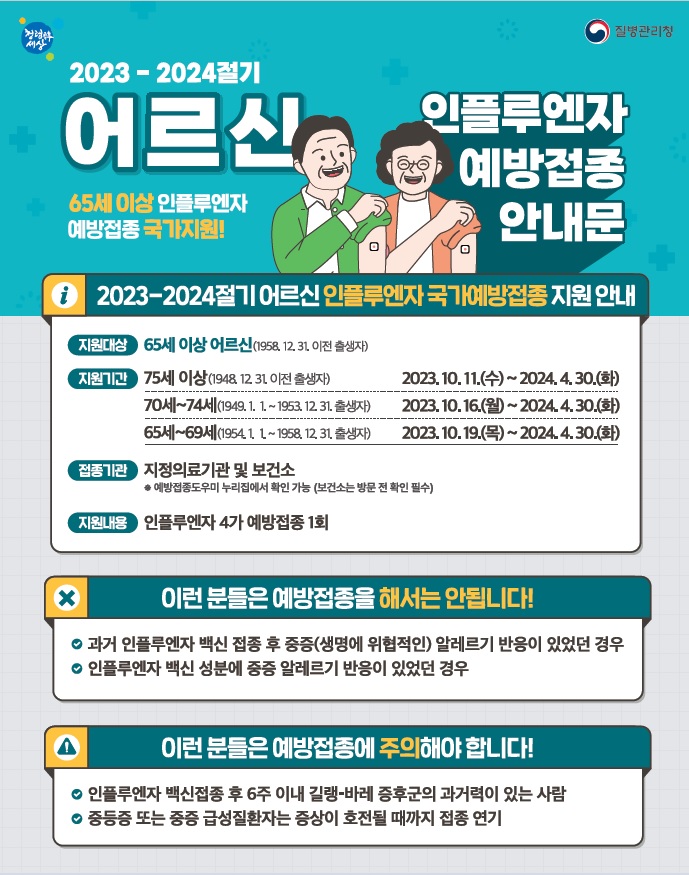 청렴한 세상
질병관리청
2023 - 2024절기
어르신
인플루엔자
예방접종
안내문
65세 이상 인플루엔자
예방접종 국가지원!
i 2023-2024절기 어르신 인플루엔자 국가예방접종 지원 안내
지원대상 65세 이상 어르신(1958. 12. 31. 이전 출생자)
지원기간 75세 이상(1948. 12. 31. 이전 출생자) 2023. 10. 11.(수) ~ 2024. 4. 30.(화)
70세~74세(1949. 1. 1. ~ 1953. 12. 31. 출생자) 2023. 10. 16.(월) ~ 2024. 4. 30.(화)
65세~69세(1954. 1. 1. ~ 1958. 12. 31. 출생자) 2023. 10. 19.(목) ~ 2024. 4. 30.(화)
접종기관 지정의료기관 및 보건소
※ 예방접종도우미 누리집에서 확인 가능 (보건소는 방문 전 확인 필수)
지원내용 인플루엔자 4가 예방접종 1회
이런 분들은 예방접종을 해서는 안됩니다!
과거 인플루엔자 백신 접종 후 중증(생명에 위협적인) 알레르기 반응이 있었던 경우
인플루엔자 백신 성분에 중증 알레르기 반응이 있었던 경우
이런 분들은 예방접종에 주의해야 합니다!
인플루엔자 백신접종 후 6주 이내 길랭-바레 증후군의 과거력이 있는 사람
중등증 또는 중증 급성질환자는 증상이 호전될 때까지 접종 연기